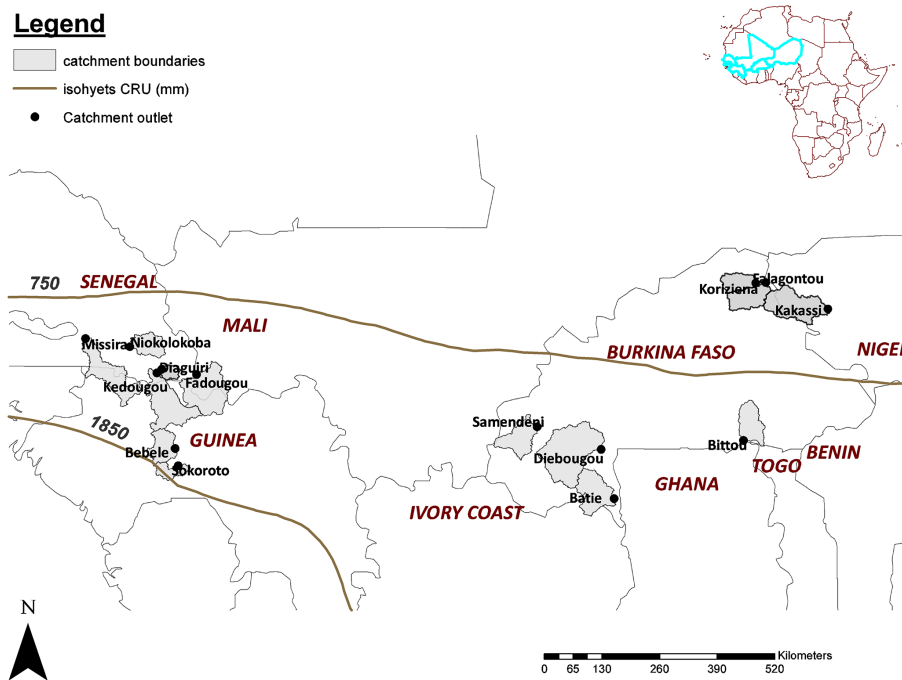 Legend
catchment boundaries
isohyets CRU (mm)
Catchment outlet
750
SENEGAL
Falagontou
Koriziena
Kakassi
MALI
Missira
Niokolokoba
BURKINA FASO
NIGER
Diaguiri
Kedougou
Fadougou
1850
GUINEA
Samendeni
Bebele
Sokoroto
Diebougou
Bittou
BENIN
TOGO
GHANA
Batie
IVORY COAST
N
Kilometers
0 65 130 260 390 520